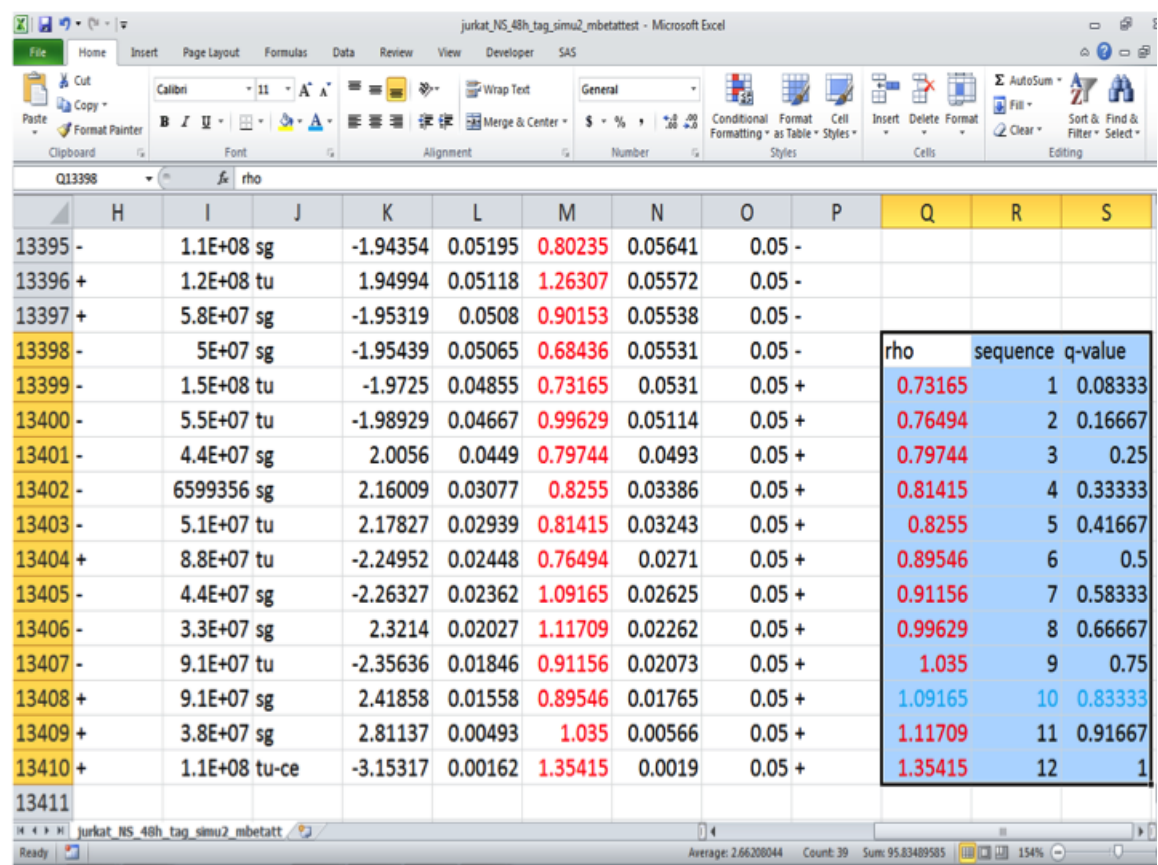 jurkat_NS_48h_tag_simu2_mbetattest - Microsoft Excel
File Home Insert Page Layout Formulas Data Review View Developer SAS
Paste Cut Copy Format Painter Clipboard
Calibri 11 A A B I U A Font
Wrap Text Merge & Center Alignment
General $ % , .0 .00 .00 .0 Number
Conditional Formatting Format as Table Cell Styles Styles
Insert Delete Format Cells
Σ AutoSum Fill Clear Sort & Filter Find & Select Editing
Q13398 fx rho
H I J K L M N O P Q R S
13395 - 1.1E+08 sg -1.94354 0.05195 0.80235 0.05641 0.05 -
13396 + 1.2E+08 tu 1.94994 0.05118 1.26307 0.05572 0.05 -
13397 + 5.8E+07 sg -1.95319 0.0508 0.90153 0.05538 0.05 -
13398 - 5E+07 sg -1.95439 0.05065 0.68436 0.05531 0.05 - rho sequence q-value
13399 - 1.5E+08 tu -1.9725 0.04855 0.73165 0.0531 0.05 + 0.73165 1 0.08333
13400 - 5.5E+07 tu -1.98929 0.04667 0.99629 0.05114 0.05 + 0.76494 2 0.16667
13401 - 4.4E+07 sg 2.0056 0.0449 0.79744 0.0493 0.05 + 0.79744 3 0.25
13402 - 6599356 sg 2.16009 0.03077 0.8255 0.03386 0.05 + 0.81415 4 0.33333
13403 - 5.1E+07 tu 2.17827 0.02939 0.81415 0.03243 0.05 + 0.8255 5 0.41667
13404 + 8.8E+07 tu -2.24952 0.02448 0.76494 0.0271 0.05 + 0.89546 6 0.5
13405 - 4.4E+07 sg -2.26327 0.02362 1.09165 0.02625 0.05 + 0.91156 7 0.58333
13406 - 3.3E+07 sg 2.3214 0.02027 1.11709 0.02262 0.05 + 0.99629 8 0.66667
13407 - 9.1E+07 tu -2.35636 0.01846 0.91156 0.02073 0.05 + 1.035 9 0.75
13408 + 9.1E+07 sg 2.41858 0.01558 0.89546 0.01765 0.05 + 1.09165 10 0.83333
13409 + 3.8E+07 sg 2.81137 0.00493 1.035 0.00566 0.05 + 1.11709 11 0.91667
13410 + 1.1E+08 tu-ce -3.15317 0.00162 1.35415 0.0019 0.05 + 1.35415 12 1
13411
jurkat_NS_48h_tag_simu2_mbetatt
Ready Average: 2.66208044 Count: 39 Sum: 95.83489585 154%